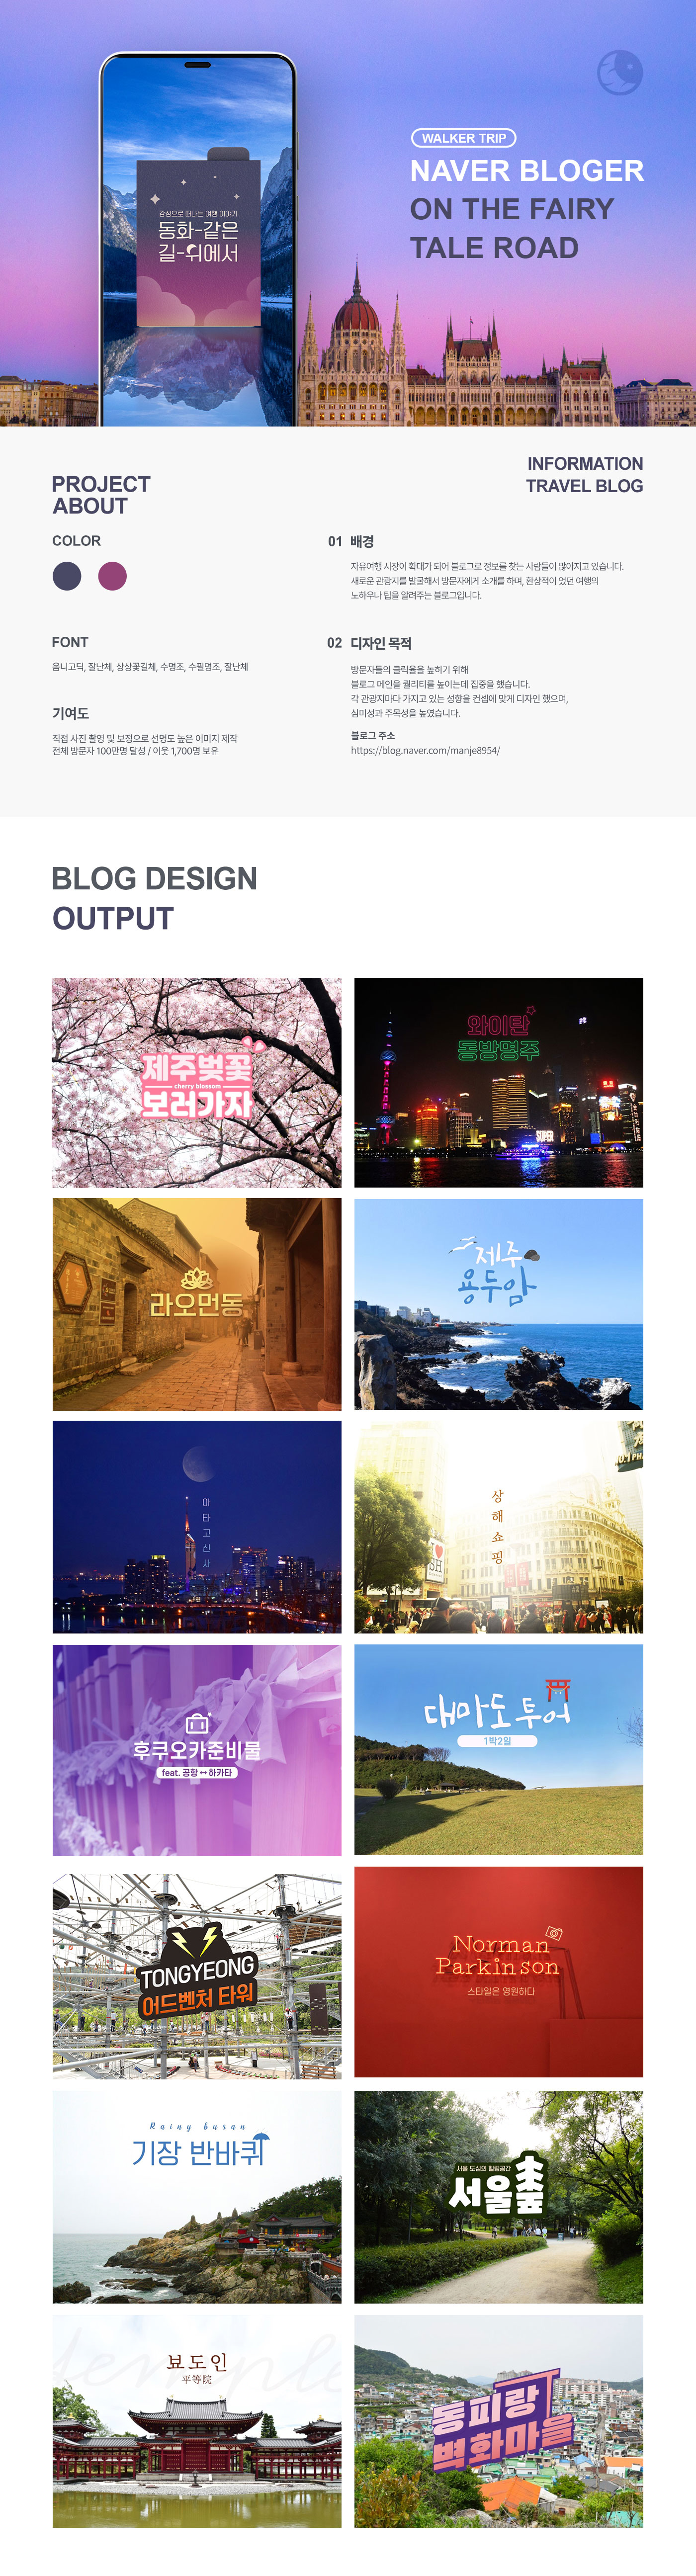 WALKER TRIP
NAVER BLOGER
ON THE FAIRY
TALE ROAD
감성으로 떠나는 여행 이야기
동화-같은
길-위에서
INFORMATION
TRAVEL BLOG
PROJECT
ABOUT
COLOR
FONT
옴니고딕, 잘난체, 상상꽃길체, 수명조, 수필명조, 잘난체
기여도
직접 사진 촬영 및 보정으로 선명도 높은 이미지 제작
전체 방문자 100만명 달성 / 이웃 1,700명 보유
01 배경
자유여행 시장이 확대가 되어 블로그로 정보를 찾는 사람들이 많아지고 있습니다.
새로운 관광지를 발굴해서 방문자에게 소개를 하며, 환상적이 었던 여행의
노하우나 팁을 알려주는 블로그입니다.
02 디자인 목적
방문자들의 클릭율을 높히기 위해
블로그 메인을 퀄리티를 높이는데 집중을 했습니다.
각 관광지마다 가지고 있는 성향을 컨셉에 맞게 디자인 했으며,
심미성과 주목성을 높였습니다.
블로그 주소
https://blog.naver.com/manje8954/
BLOG DESIGN
OUTPUT
제주벚꽃
cherry blossom
보러가자
와이탄
동방명주
SUPER
라오먼동
제주
용두암
아타고신사
상해쇼핑
SH
후쿠오카준비물
feat. 공항↔하카타
대마도 투어
1박2일
TONGYEONG
어드벤처 타워
Norman
Parkinson
스타일은 영원하다
Rainy busan
기장 반바퀴
서울 도심의 힐링공간
서울숲
뵤도인
平等院
temple
동피랑
벽화마을